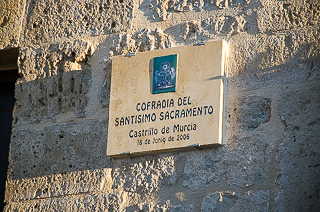 COFRADIA DEL
SANTISIMO SACRAMENTO
Castrillo de Murcia
18 de Junio de 2006